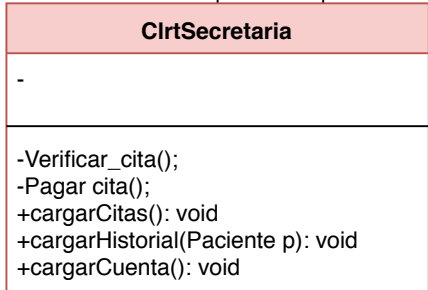 ClrtSecretaria
-
-Verificar_cita();
-Pagar cita();
+cargarCitas(): void
+cargarHistorial(Paciente p): void
+cargarCuenta(): void